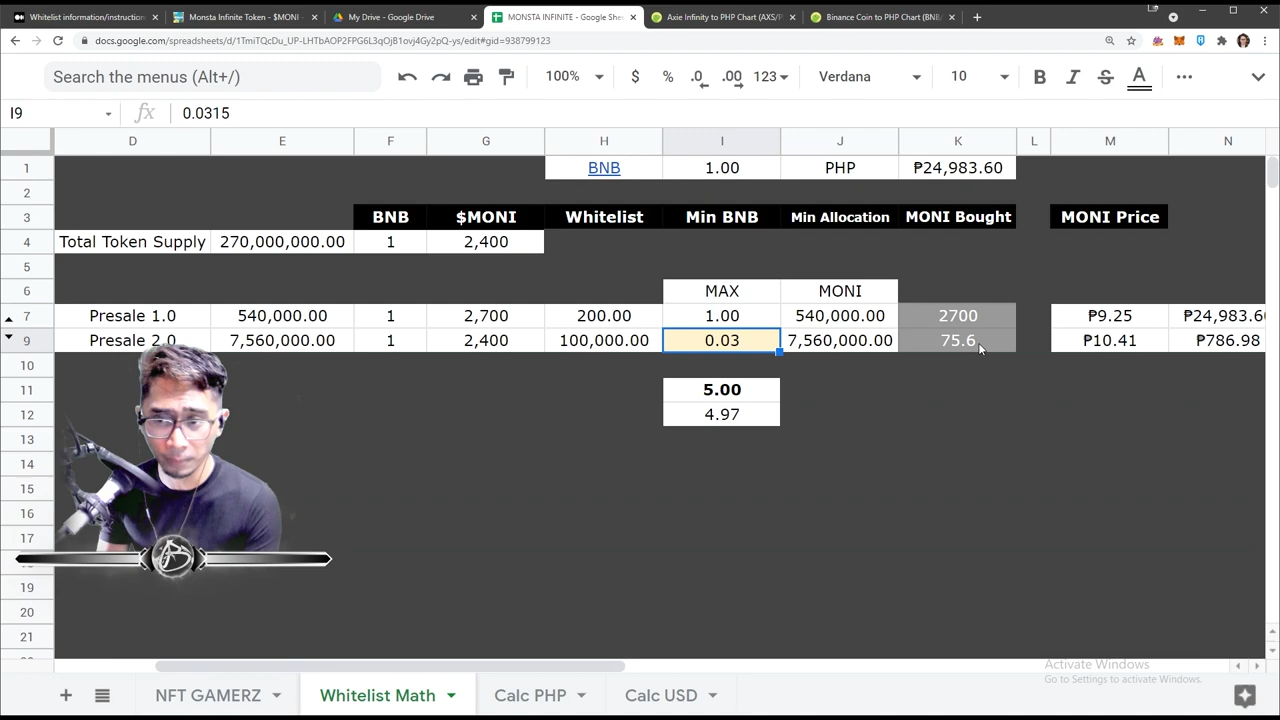 Whitelist information/instruction
Monsta Infinite Token - $MONI -
My Drive - Google Drive
MONSTA INFINITE - Google Shee
Axie Infinity to PHP Chart (AXS/P
Binance Coin to PHP Chart (BNB/
docs.google.com/spreadsheets/d/1TmiTQcDu_UP-LHTbAOP2FPG6L3qOjB1ovj4Gy2pQ-ys/edit#gid=938799123
Search the menus (Alt+/)
100%
$
%
.0
.00
123
Verdana
10
B
I
S
A
I9
fx
0.0315
D E F G H I J K L M N
1 BNB 1.00 PHP ₱24,983.60
2
3 BNB $MONI Whitelist Min BNB Min Allocation MONI Bought MONI Price
4 Total Token Supply 270,000,000.00 1 2,400
5
6 MAX MONI
7 Presale 1.0 540,000.00 1 2,700 200.00 1.00 540,000.00 2700 ₱9.25 ₱24,983.60
9 Presale 2.0 7,560,000.00 1 2,400 100,000.00 0.03 7,560,000.00 75.6 ₱10.41 ₱786.98
10
11 5.00
12 4.97
13
14
15
16
17
19
20
21
Activate Windows
Go to Settings to activate Windows.
NFT GAMERZ
Whitelist Math
Calc PHP
Calc USD